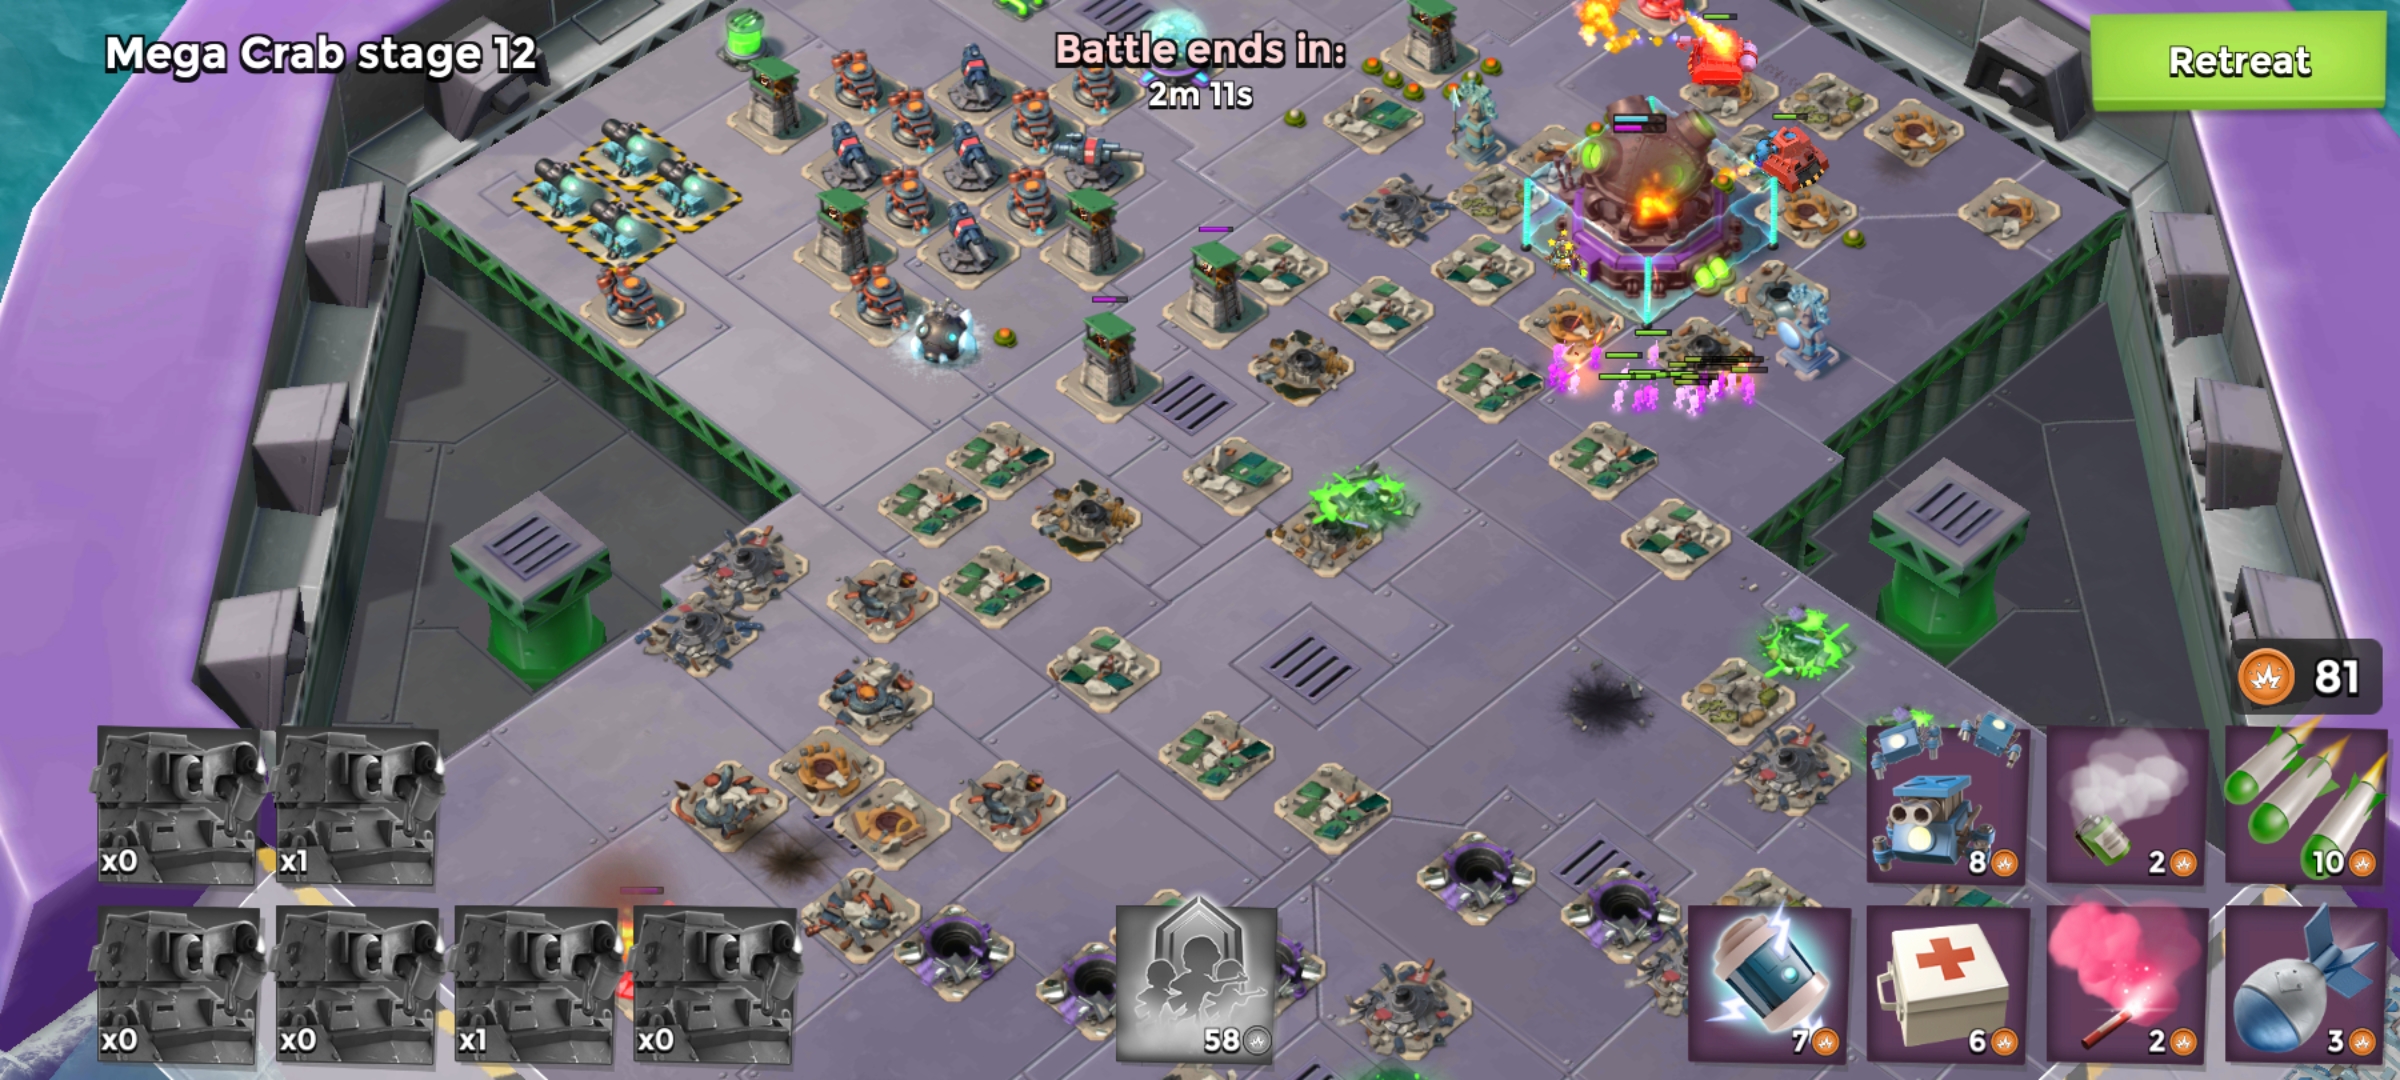 Mega Crab stage 12
Battle ends in:
2m 11s
Retreat
81
x0
x1
8
2
10
x0
x0
x1
x0
58
7
6
2
3